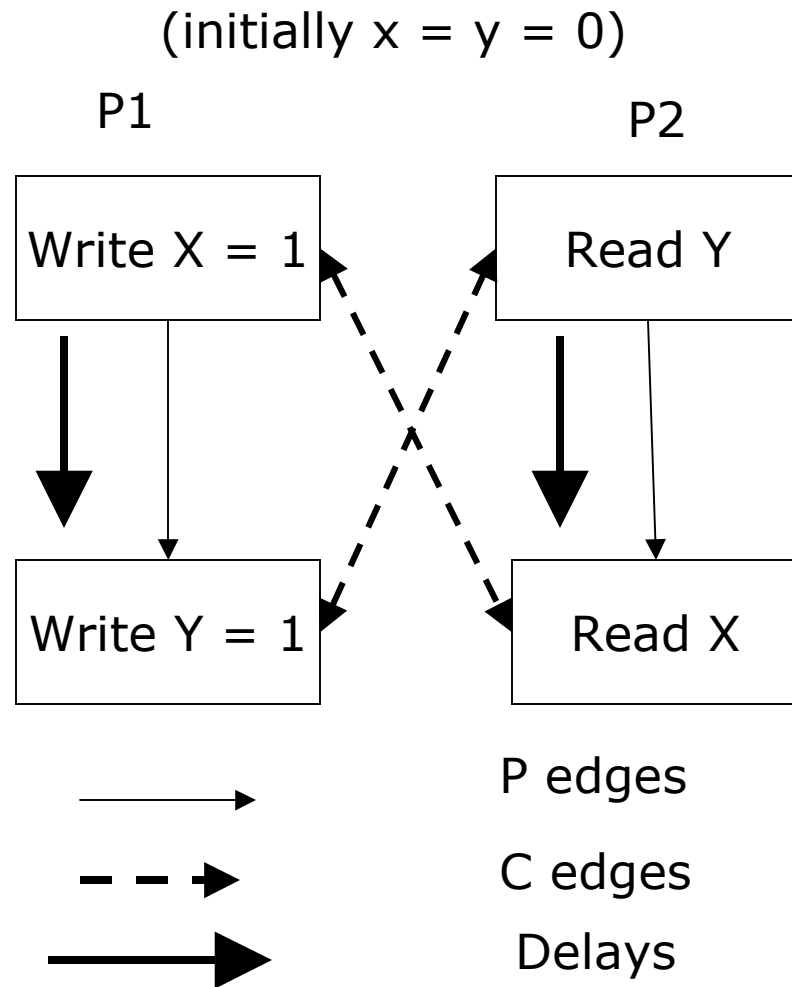 (initially x = y = 0)
P1
P2
Write X = 1
Read Y
Write Y = 1
Read X
P edges
C edges
Delays